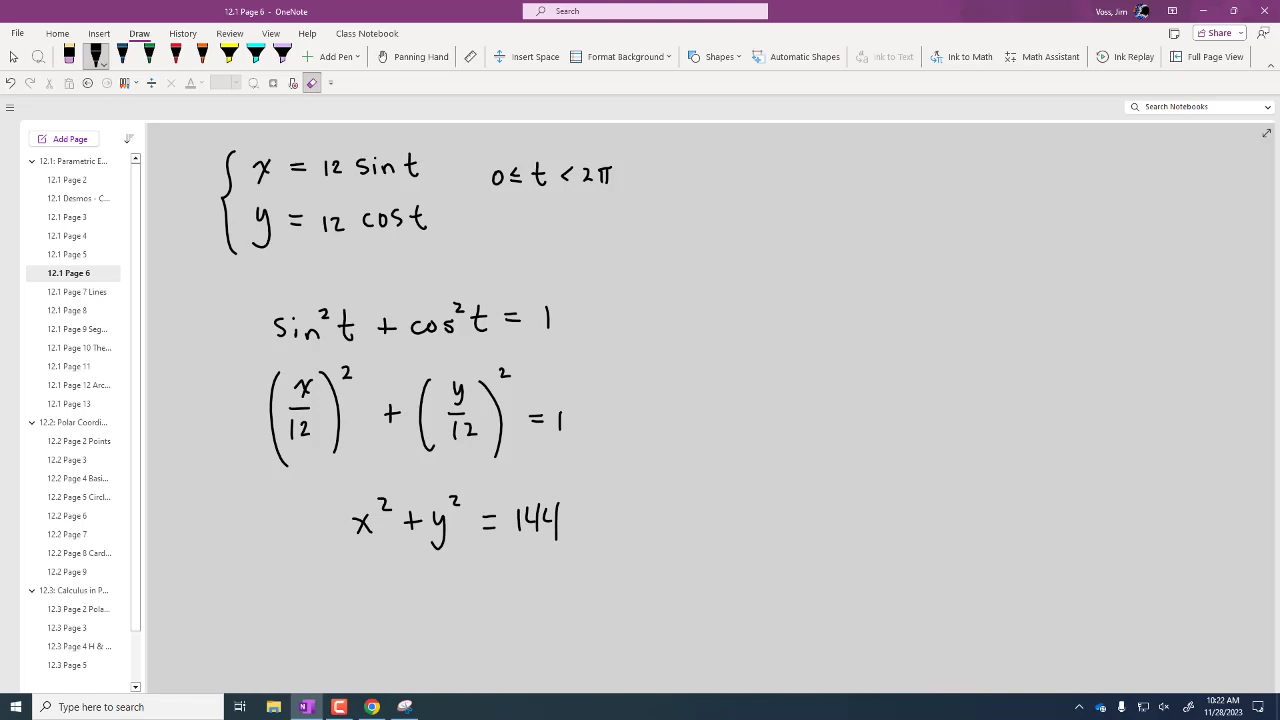 12.1 Page 6 - OneNote
Search
Voss, Jim
File Home Insert Draw History Review View Help Class Notebook
Share
Add Pen
Panning Hand
Insert Space
Format Background
Shapes
Automatic Shapes
Ink to Text
Ink to Math
Math Assistant
Ink Replay
Full Page View
Search Notebooks
Add Page
12.1: Parametric E...
12.1 Page 2
12.1 Desmos - C...
12.1 Page 3
12.1 Page 4
12.1 Page 5
12.1 Page 6
12.1 Page 7 Lines
12.1 Page 8
12.1 Page 9 Seg...
12.1 Page 10 The...
12.1 Page 11
12.1 Page 12 Arc...
12.1 Page 13
12.2: Polar Coordi...
12.2 Page 2 Points
12.2 Page 3
12.2 Page 4 Basi...
12.2 Page 5 Circl...
12.2 Page 6
12.2 Page 7
12.2 Page 8 Card...
12.2 Page 9
12.3: Calculus in P...
12.3 Page 2 Pola...
12.3 Page 3
12.3 Page 4 H & ...
12.3 Page 5
x = 12 sin t 0 ≤ t < 2π
y = 12 cos t
sin² t + cos² t = 1
(x/12)² + (y/12)² = 1
x² + y² = 144
Type here to search
10:22 AM
11/28/2023